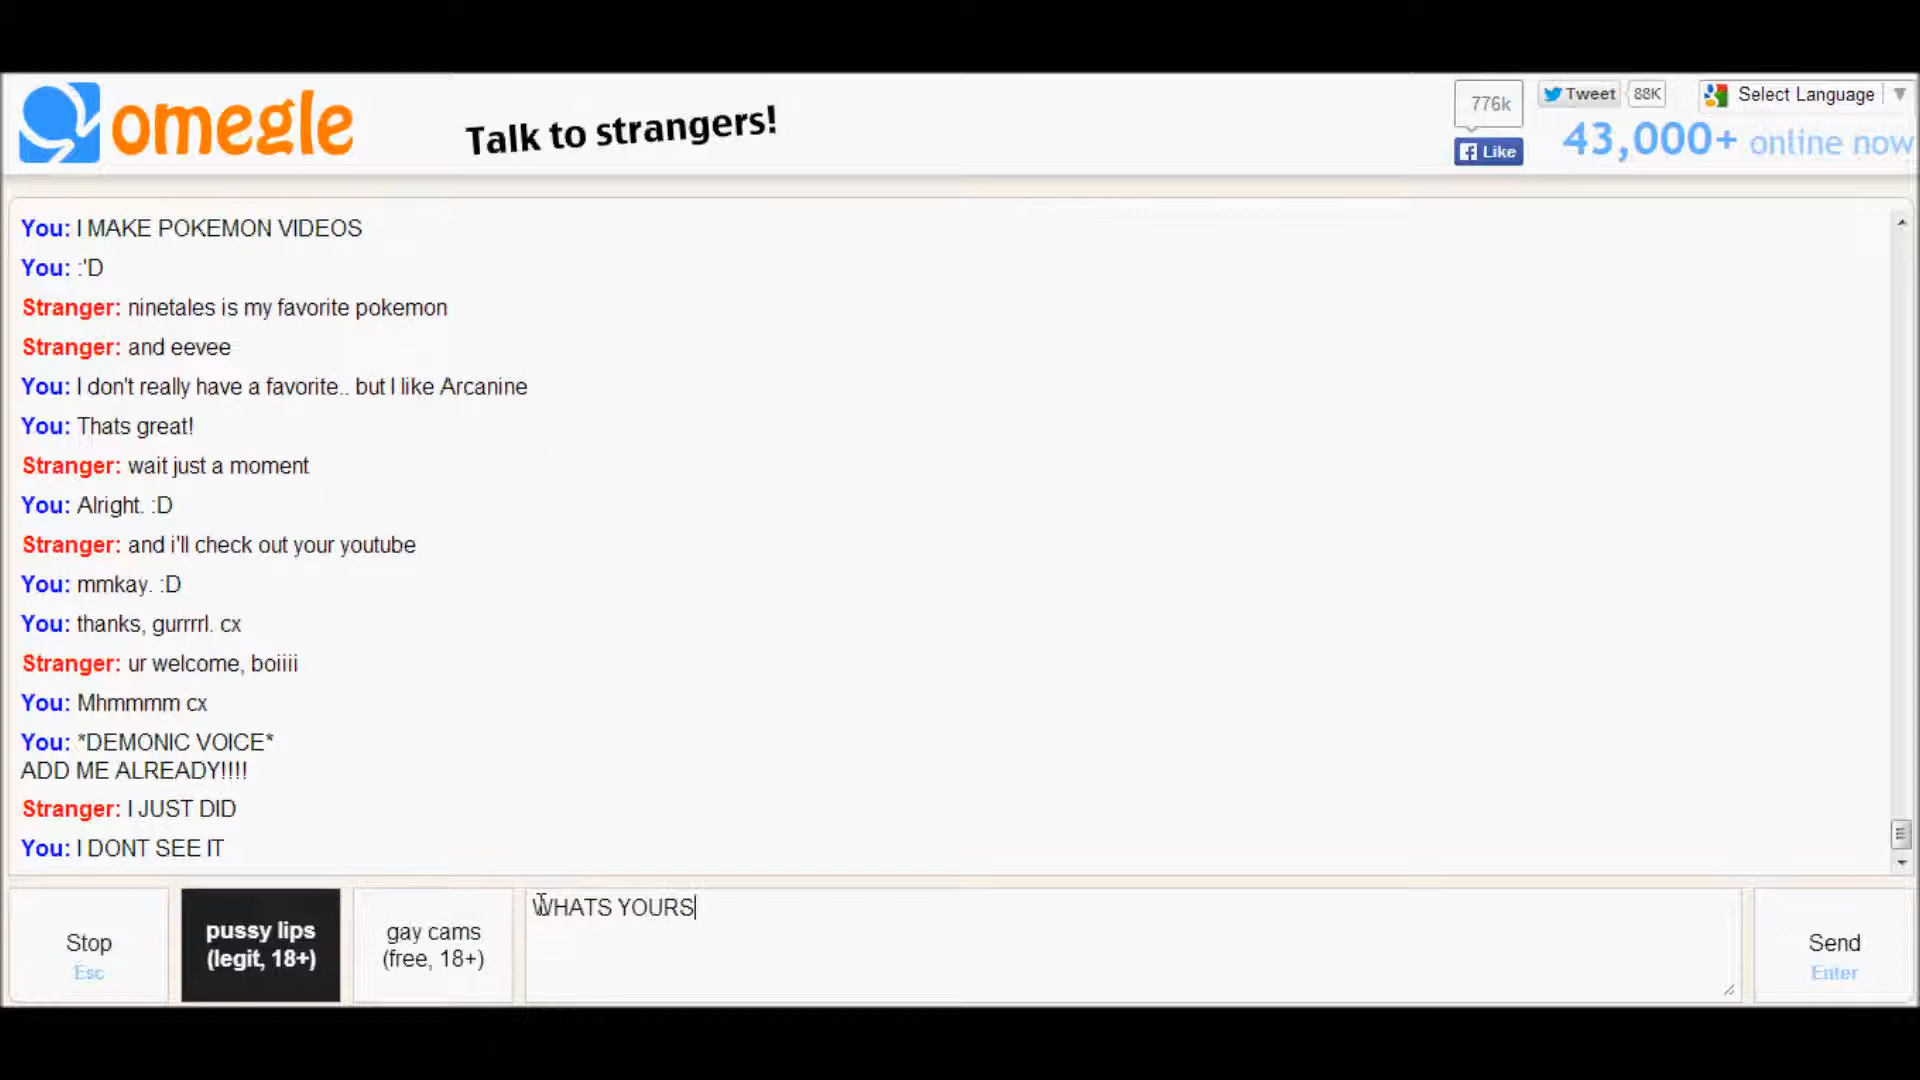 omegle
Talk to strangers!
776k
Like
Tweet 88K
Select Language
43,000+ online now
You: I MAKE POKEMON VIDEOS
You: :'D
Stranger: ninetales is my favorite pokemon
Stranger: and eevee
You: I don't really have a favorite.. but I like Arcanine
You: Thats great!
Stranger: wait just a moment
You: Alright. :D
Stranger: and i'll check out your youtube
You: mmkay. :D
You: thanks, gurrrrl. cx
Stranger: ur welcome, boiiii
You: Mhmmmm cx
You: *DEMONIC VOICE*
ADD ME ALREADY!!!!
Stranger: I JUST DID
You: I DONT SEE IT
Stop
Esc
pussy lips
(legit, 18+)
gay cams
(free, 18+)
WHATS YOURS
Send
Enter